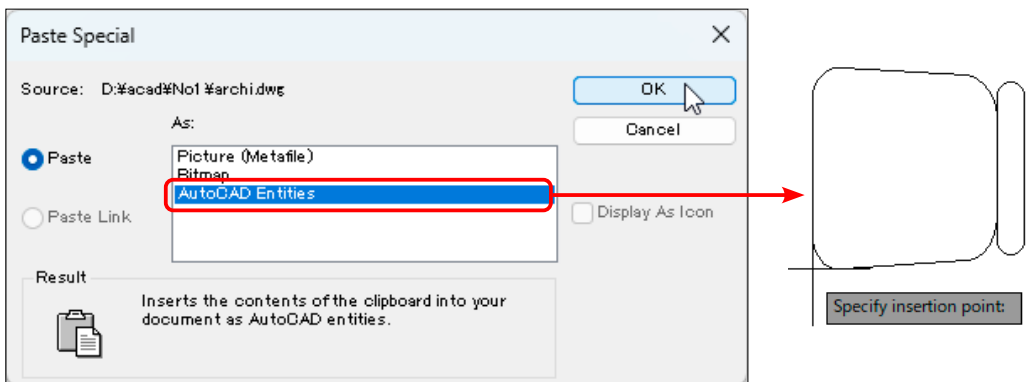 Paste Special
Source: D:¥acad¥No1 ¥archi.dwg
OK
As:
Cancel
Paste
Picture (Metafile)
Bitmap
AutoCAD Entities
Paste Link
Display As Icon
Result
Inserts the contents of the clipboard into your
document as AutoCAD entities.
Specify insertion point: